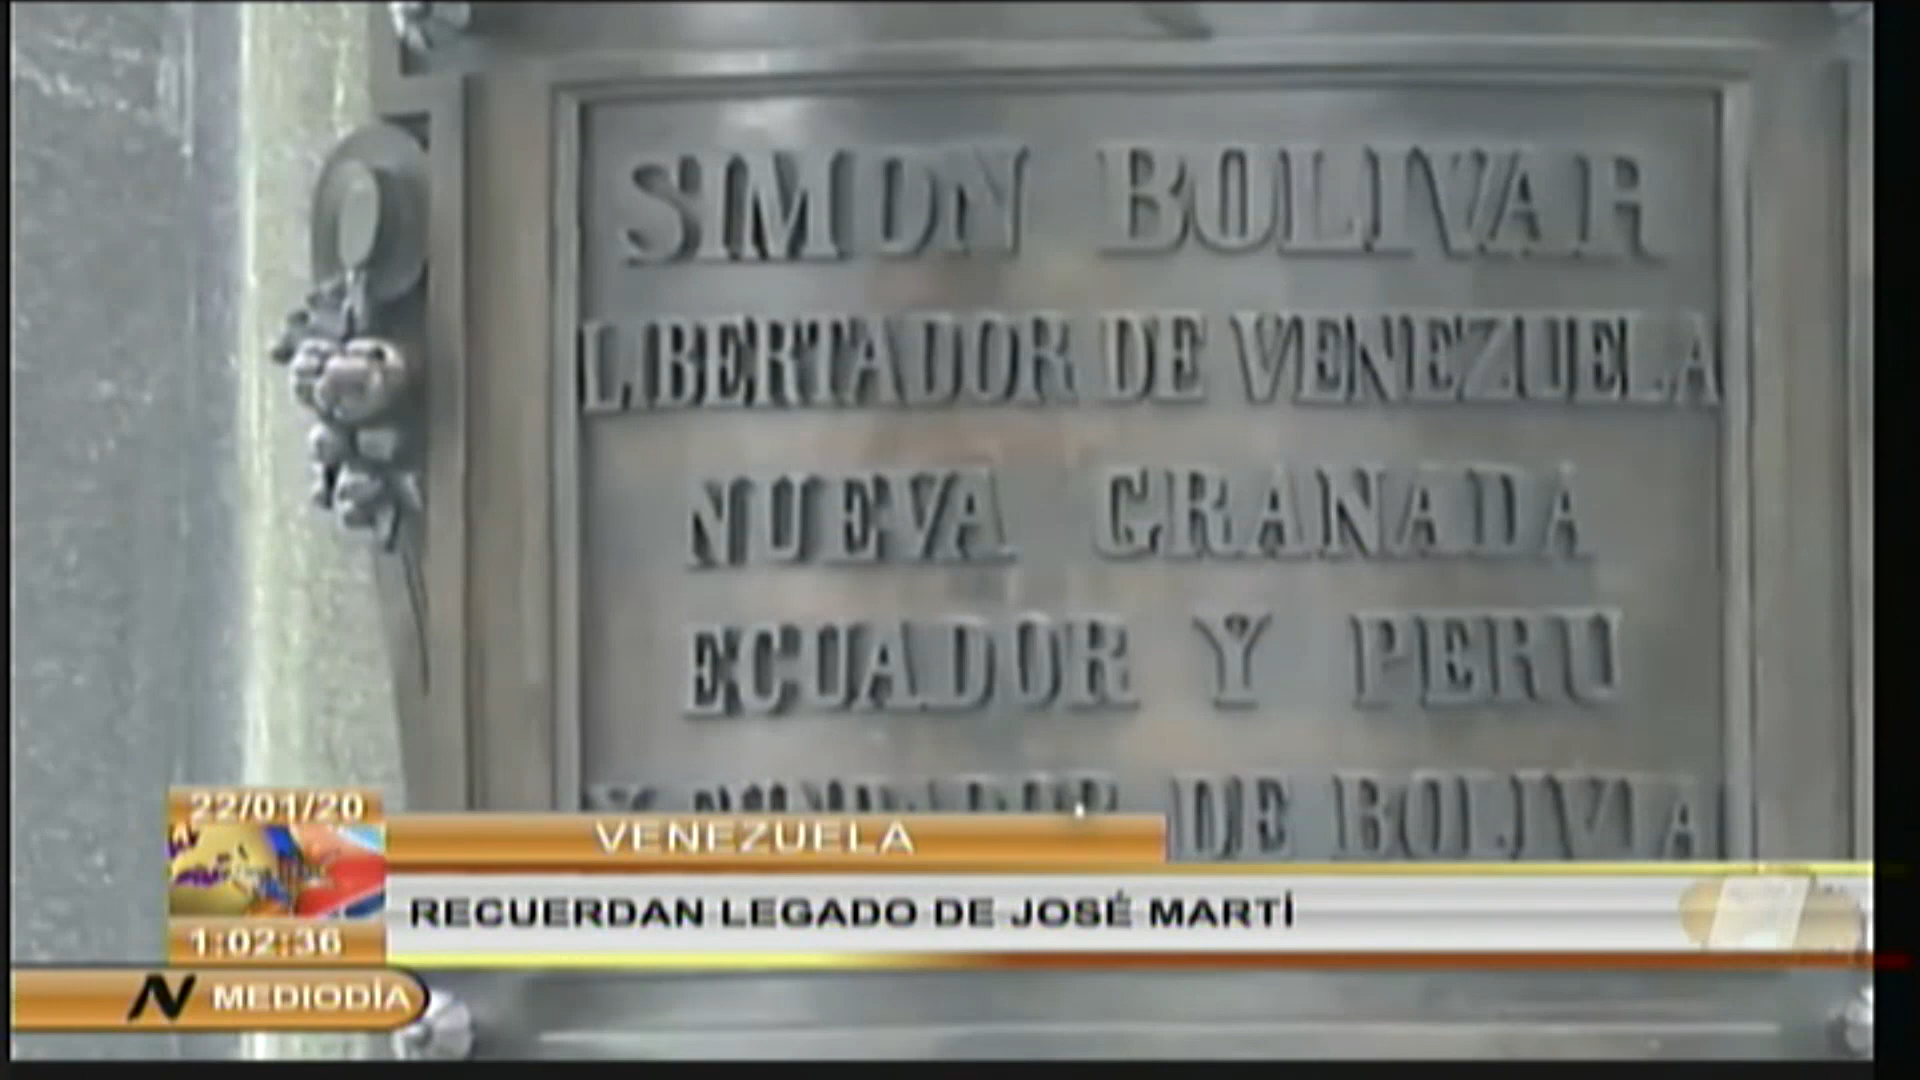 SIMON BOLIVAR
LIBERTADOR DE VENEZUELA
NUEVA GRANADA
ECUADOR Y PERU
Y FUNDADOR DE BOLIVIA
22/01/20
VENEZUELA
RECUERDAN LEGADO DE JOSÉ MARTÍ
1:02:36
N MEDIODÍA